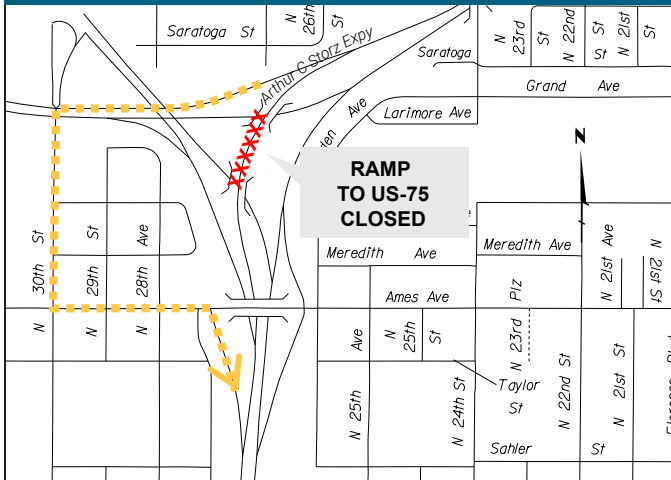 Saratoga St
N 26th St
Arthur C Storz Expy
Saratoga
N 23rd St
N 22nd St
St
N 21st St
Grand Ave
Larimore Ave
den Ave
N
RAMP
TO US-75
CLOSED
N 30th St
N 29th St
N 28th Ave
Meredith Ave
Meredith Ave
N 21st Ave
N 21st St
Ames Ave
N 25th Ave
N 25th St
N 24th St
N 23rd Plz
Taylor
St
N 22nd St
N 21st St
Sahler St